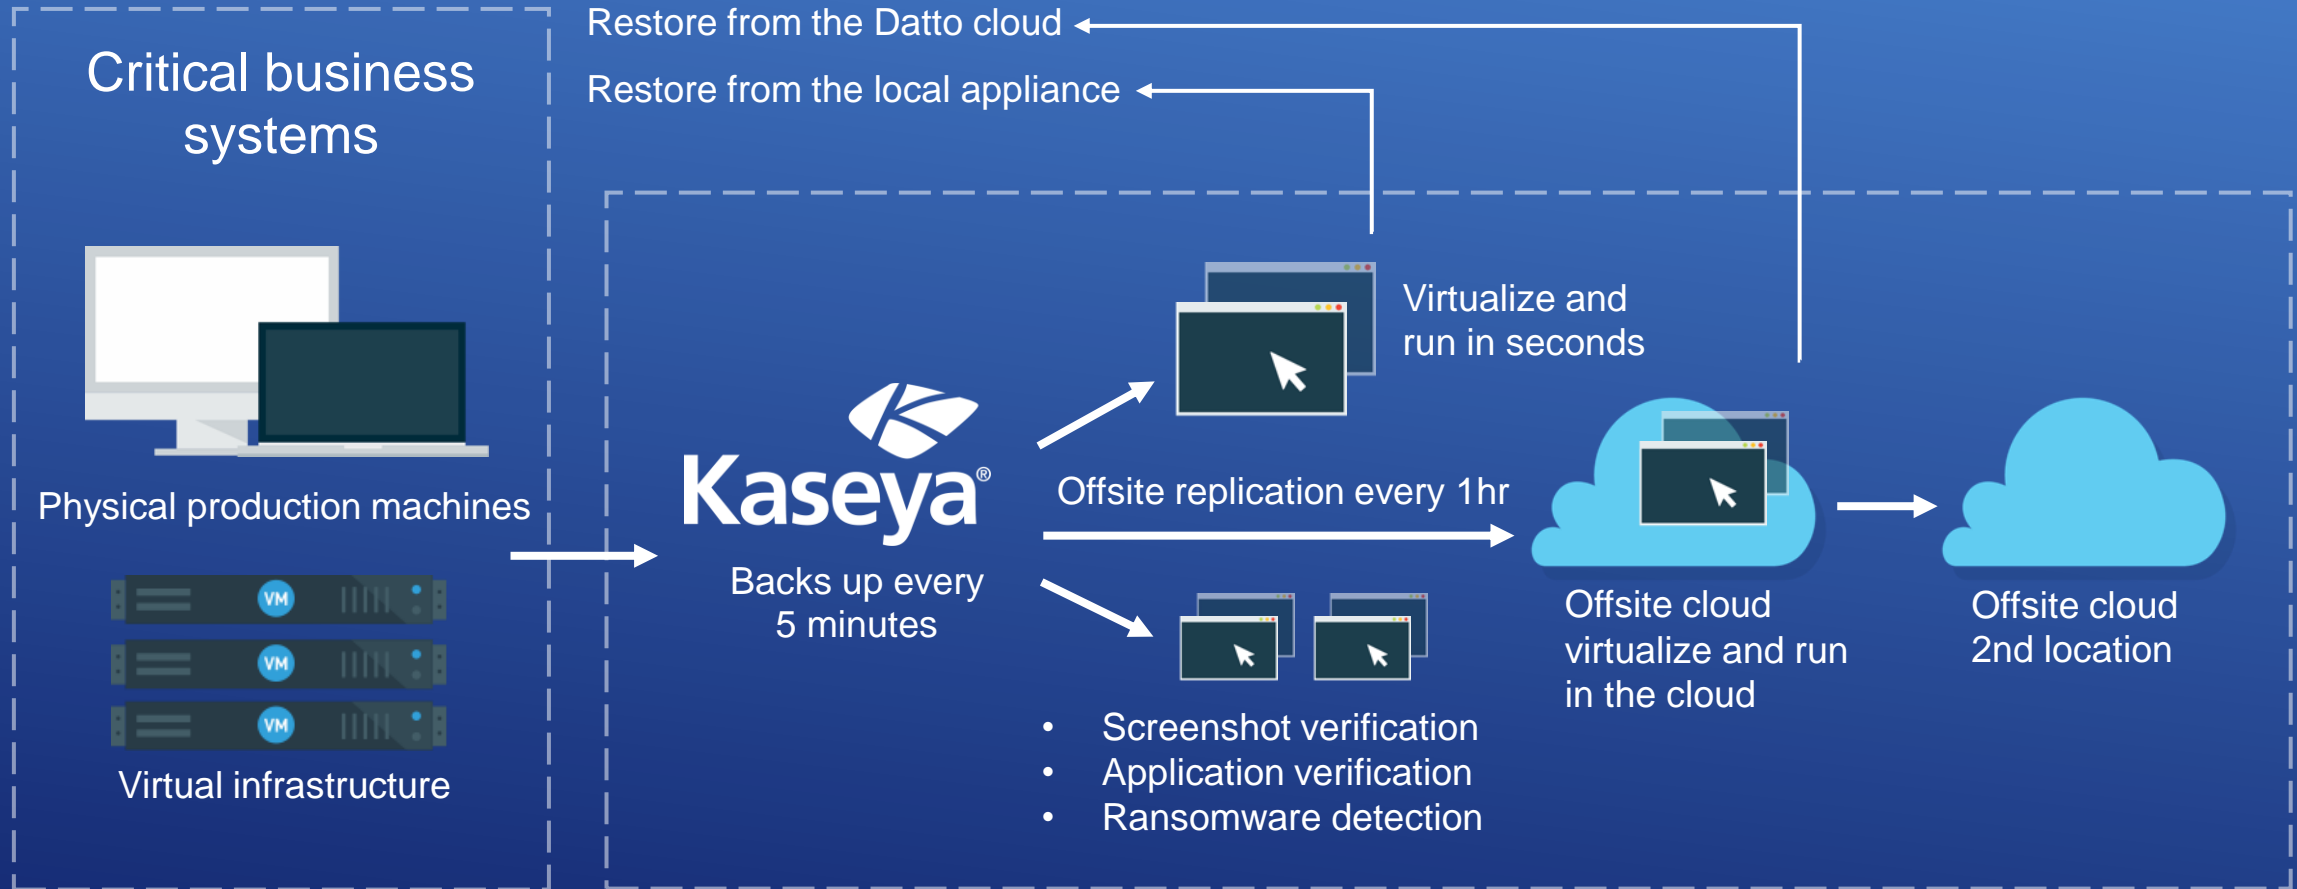 Critical business
systems
Physical production machines
VM
VM
VM
Virtual infrastructure
Restore from the Datto cloud
Restore from the local appliance
Kaseya®
Backs up every
5 minutes
Virtualize and
run in seconds
Offsite replication every 1hr
• Screenshot verification
• Application verification
• Ransomware detection
Offsite cloud
virtualize and run
in the cloud
Offsite cloud
2nd location